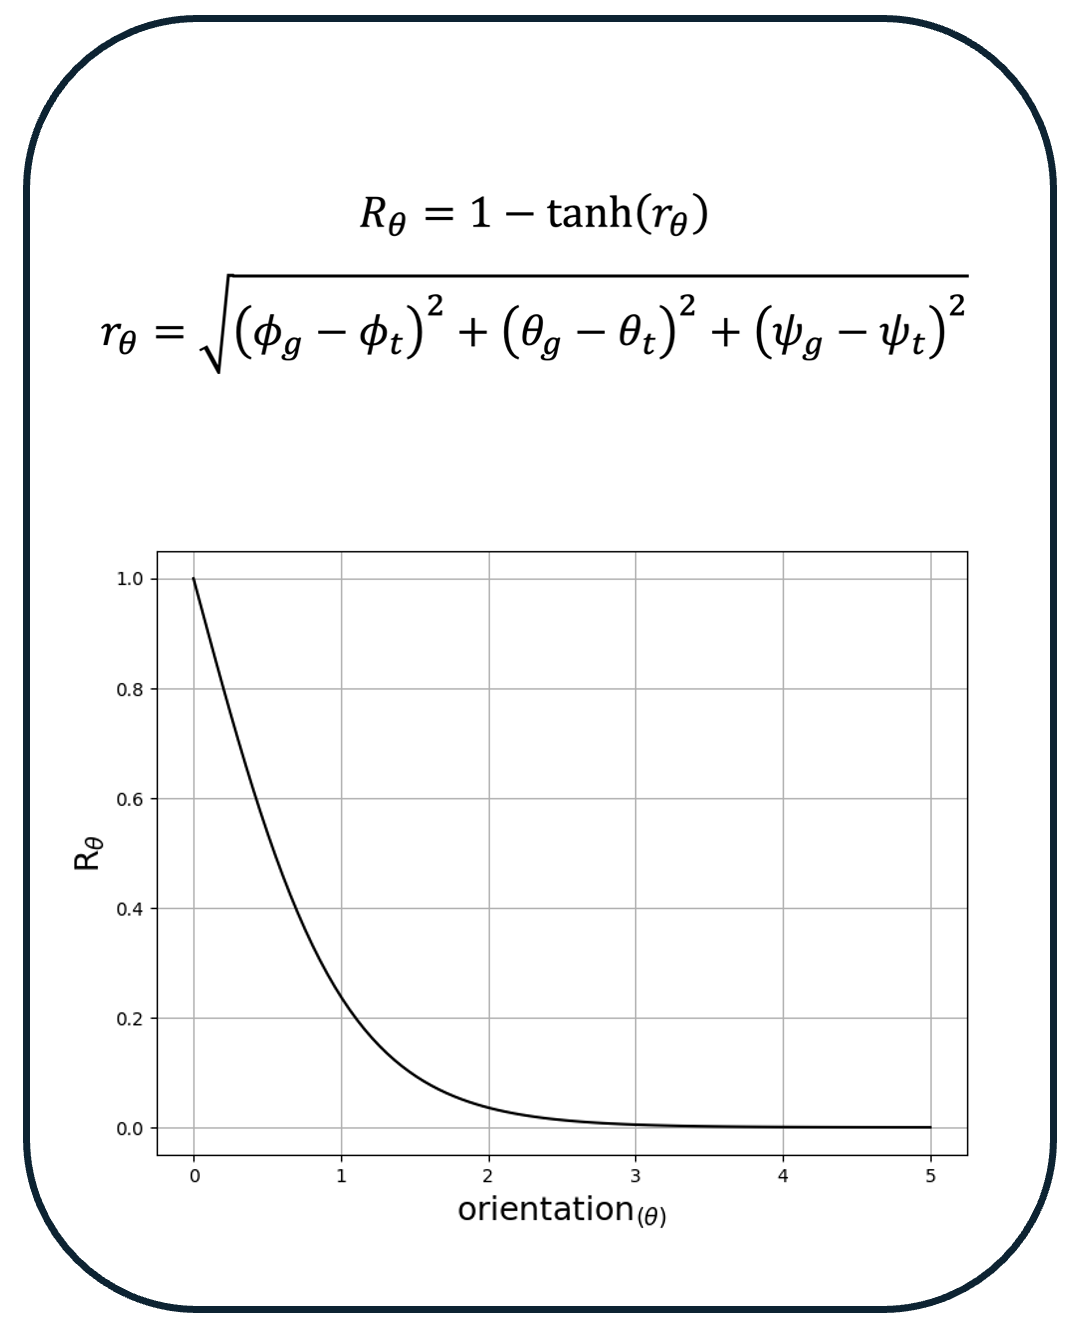 R_θ = 1 − tanh(r_θ)
r_θ = √((ϕ_g − ϕ_t)² + (θ_g − θ_t)² + (ψ_g − ψ_t)²)
1.0
0.8
0.6
0.4
0.2
0.0
R_θ
0 1 2 3 4 5
orientation_(θ)